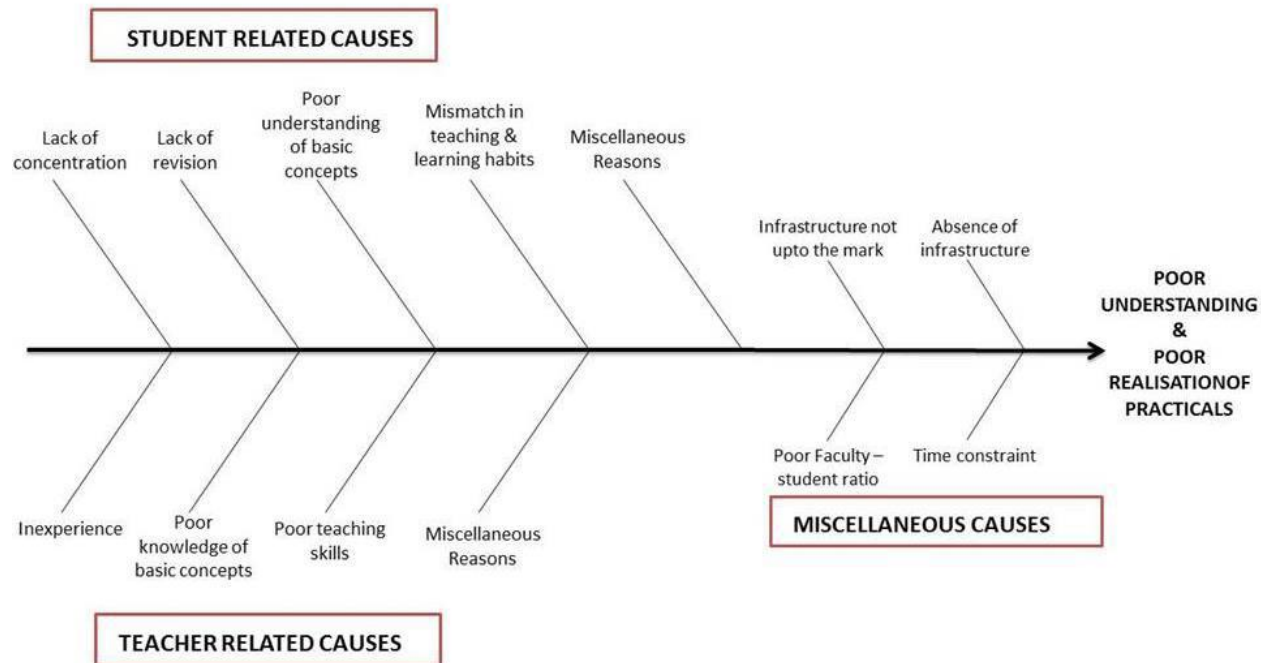 STUDENT RELATED CAUSES
Lack of
concentration
Lack of
revision
Poor
understanding
of basic
concepts
Mismatch in
teaching &
learning habits
Miscellaneous
Reasons
Infrastructure not
upto the mark
Absence of
infrastructure
POOR
UNDERSTANDING
&
POOR
REALISATIONOF
PRACTICALS
Inexperience
Poor
knowledge of
basic concepts
Poor teaching
skills
Miscellaneous
Reasons
Poor Faculty –
student ratio
Time constraint
MISCELLANEOUS CAUSES
TEACHER RELATED CAUSES